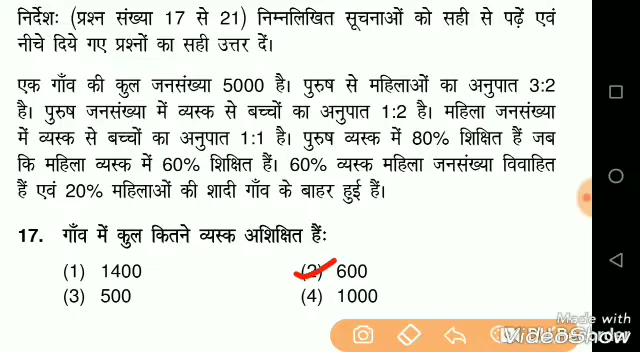 निर्देशः (प्रश्न संख्या 17 से 21) निम्नलिखित सूचनाओं को सही से पढ़ें एवं
नीचे दिये गए प्रश्नों का सही उत्तर दें।
एक गाँव की कुल जनसंख्या 5000 है। पुरुष से महिलाओं का अनुपात 3:2
है। पुरुष जनसंख्या में व्यस्क से बच्चों का अनुपात 1:2 है। महिला जनसंख्या
में व्यस्क से बच्चों का अनुपात 1:1 है। पुरुष व्यस्क में 80% शिक्षित हैं जब
कि महिला व्यस्क में 60% शिक्षित हैं। 60% व्यस्क महिला जनसंख्या विवाहित
हैं एवं 20% महिलाओं की शादी गाँव के बाहर हुई हैं।
17. गाँव में कुल कितने व्यस्क अशिक्षित हैंः
(1) 1400 (2) 600
(3) 500 (4) 1000
Made with
VideoShow